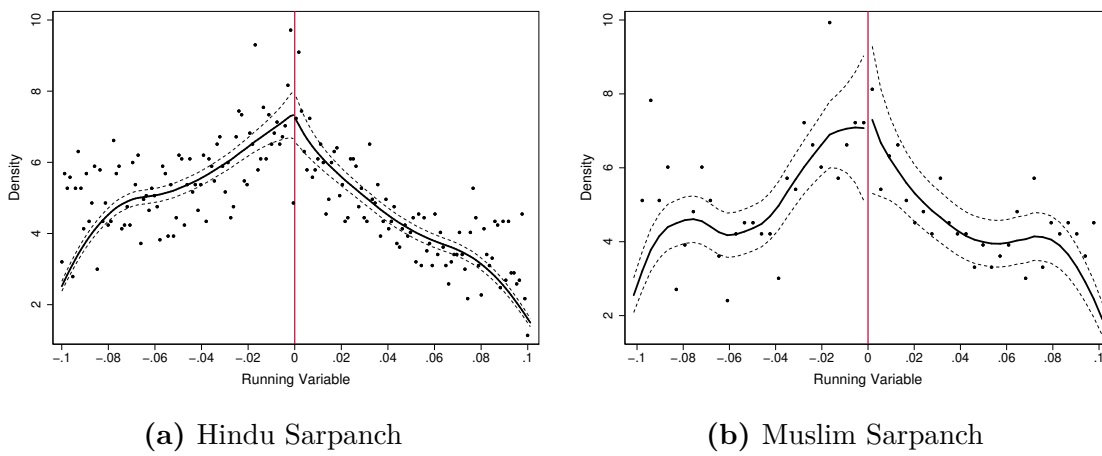 10
8
6
4
2
Density
-.1 -.08 -.06 -.04 -.02 0 .02 .04 .06 .08 .1
Running Variable
(a) Hindu Sarpanch
10
8
6
4
2
Density
-.1 -.08 -.06 -.04 -.02 0 .02 .04 .06 .08 .1
Running Variable
(b) Muslim Sarpanch